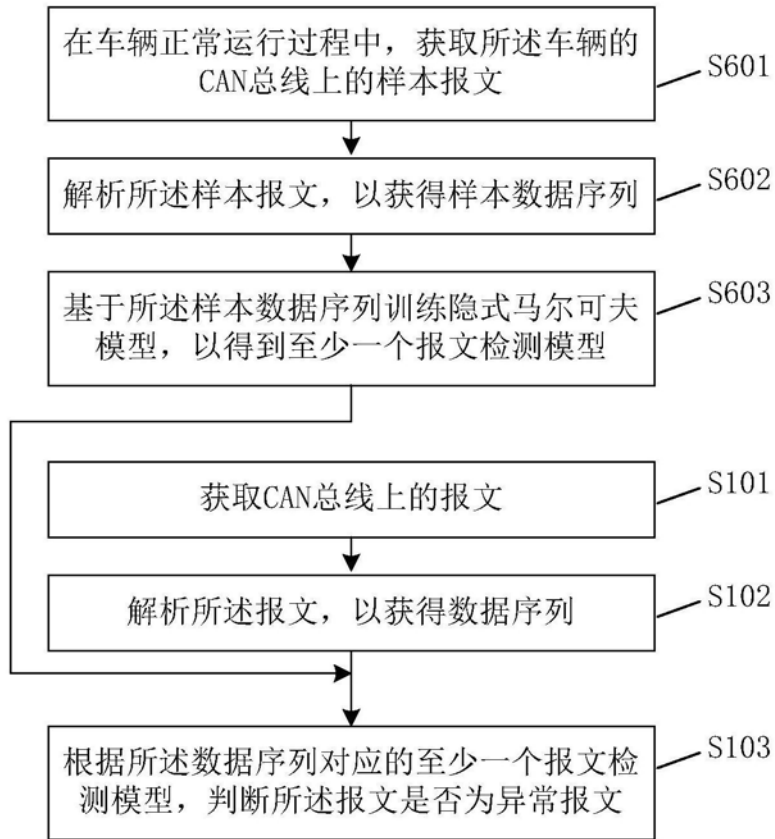 在车辆正常运行过程中，获取所述车辆的
CAN总线上的样本报文
S601
解析所述样本报文，以获得样本数据序列
S602
基于所述样本数据序列训练隐式马尔可夫
模型，以得到至少一个报文检测模型
S603
获取CAN总线上的报文
S101
解析所述报文，以获得数据序列
S102
根据所述数据序列对应的至少一个报文检
测模型，判断所述报文是否为异常报文
S103